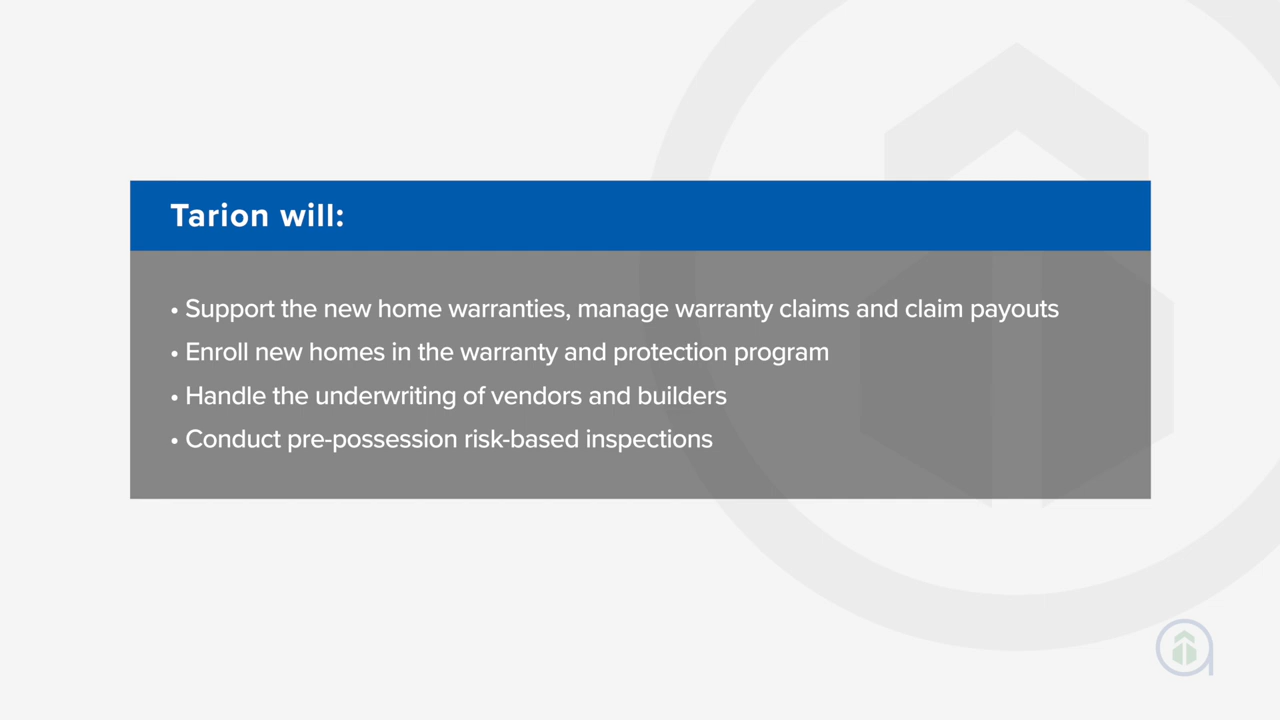 Tarion will:
• Support the new home warranties, manage warranty claims and claim payouts
• Enroll new homes in the warranty and protection program
• Handle the underwriting of vendors and builders
• Conduct pre-possession risk-based inspections